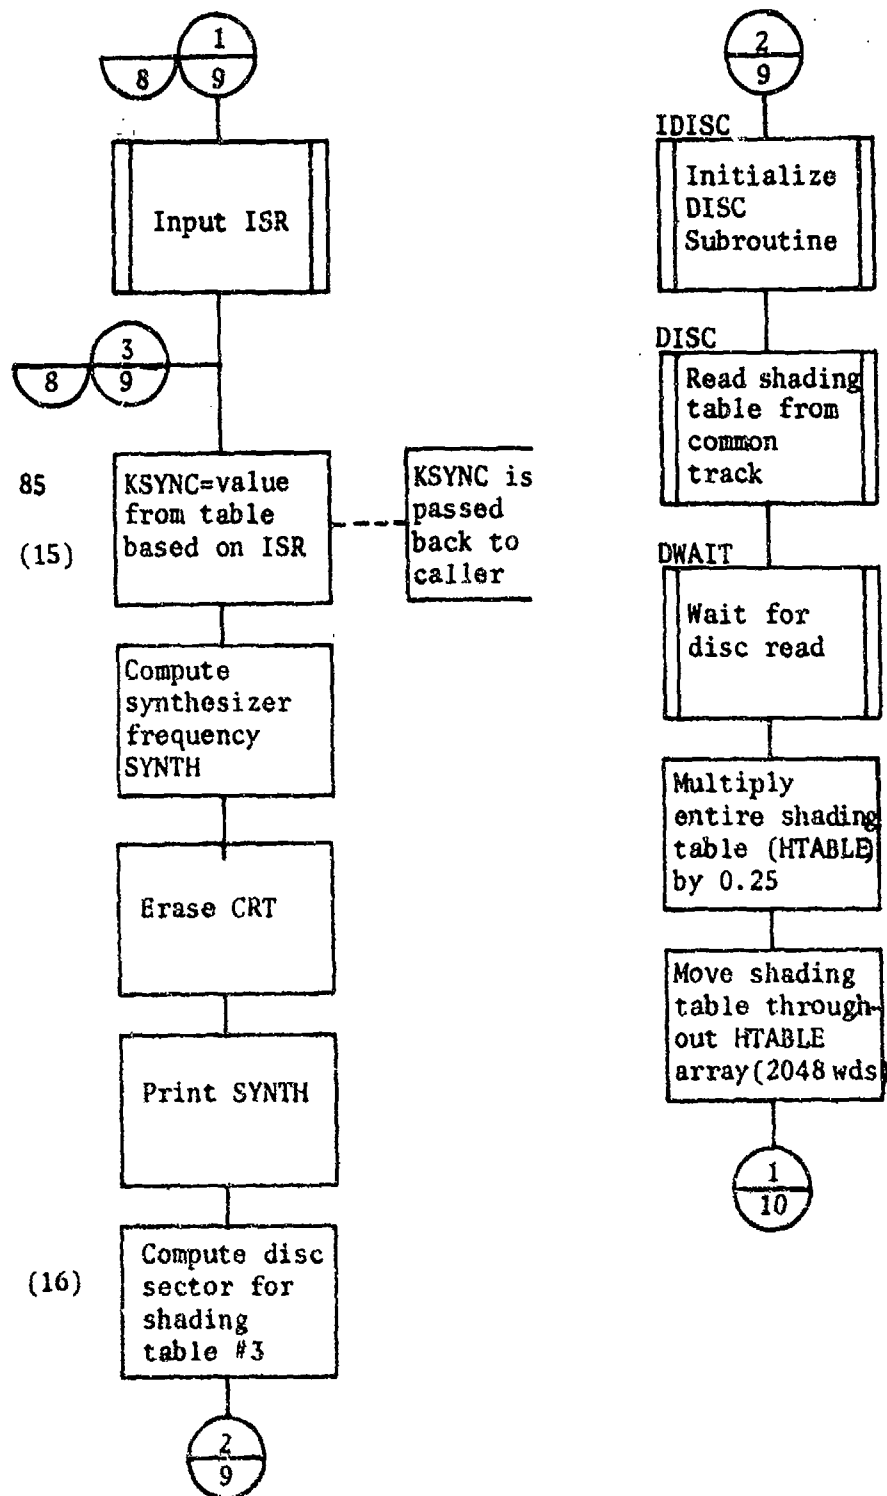 1
8
9
Input ISR
3
8
9
85
(15)
KSYNC=value
from table
based on ISR
KSYNC is
passed
back to
caller
Compute
synthesizer
frequency
SYNTH
Erase CRT
Print SYNTH
(16)
Compute disc
sector for
shading
table #3
2
9
2
9
IDISC
Initialize
DISC
Subroutine
DISC
Read shading
table from
common
track
DWAIT
Wait for
disc read
Multiply
entire shading
table (HTABLE)
by 0.25
Move shading
table through-
out HTABLE
array(2048 wds)
1
10